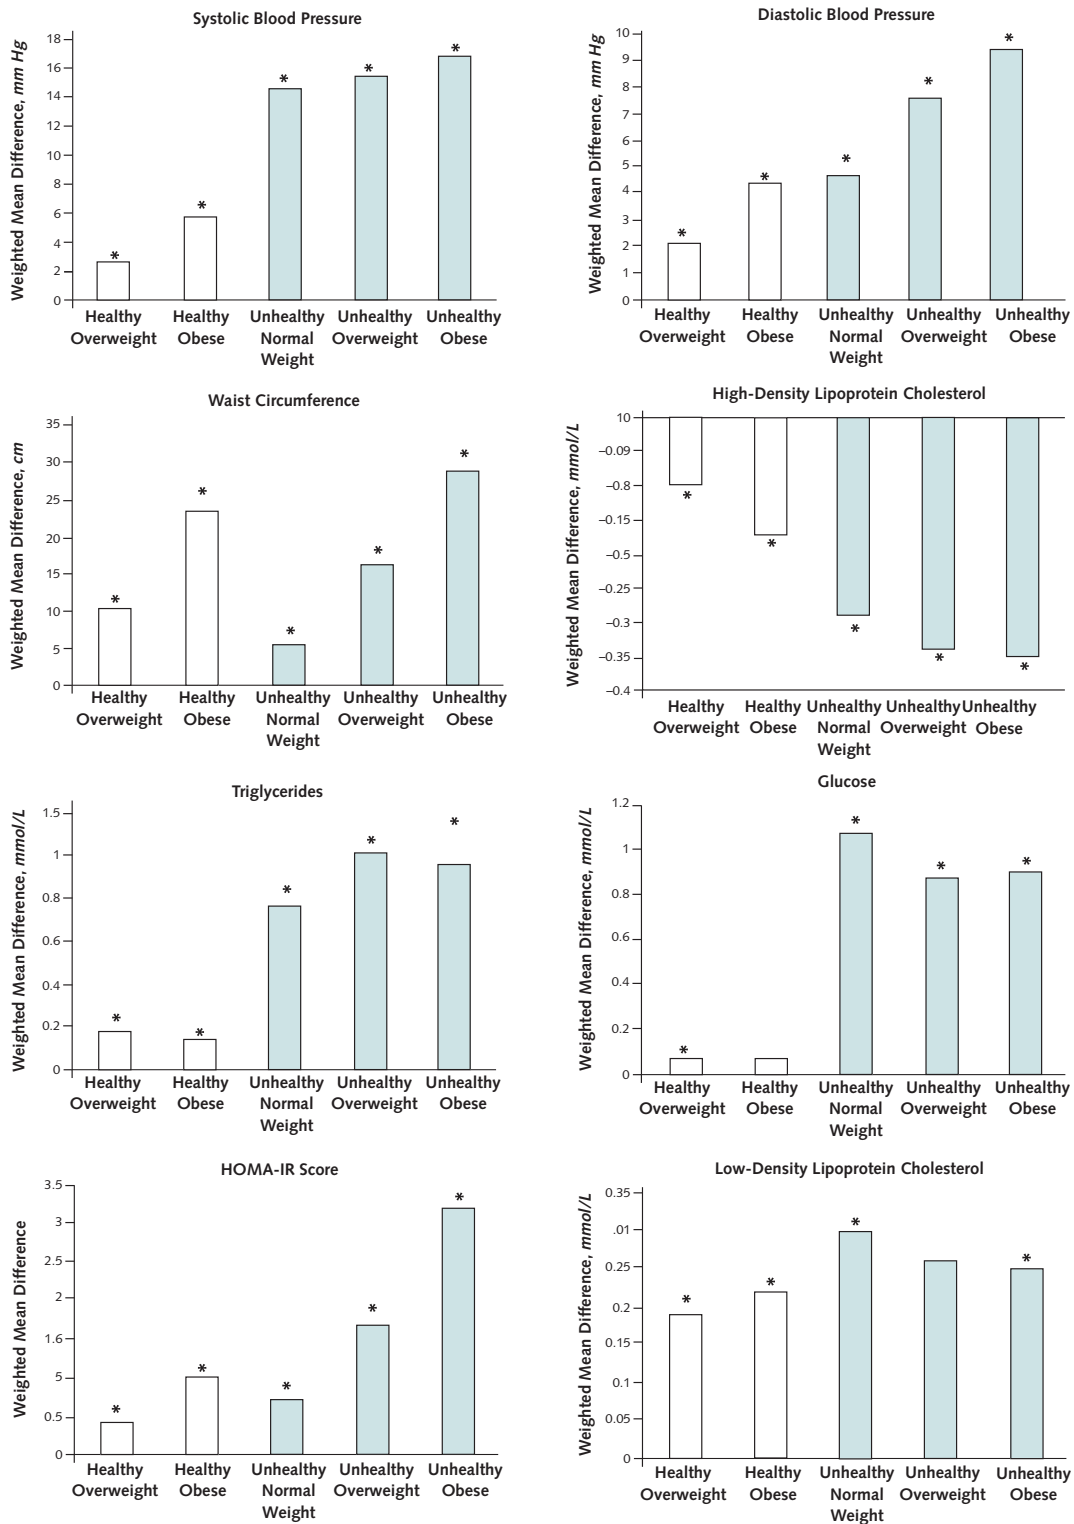 Systolic Blood Pressure
Weighted Mean Difference, mm Hg
18
16
14
12
10
8
6
4
2
0
*
*
*
*
*
Healthy Overweight
Healthy Obese
Unhealthy Normal Weight
Unhealthy Overweight
Unhealthy Obese
Diastolic Blood Pressure
Weighted Mean Difference, mm Hg
10
9
8
7
6
5
4
3
2
1
0
*
*
*
*
*
Healthy Overweight
Healthy Obese
Unhealthy Normal Weight
Unhealthy Overweight
Unhealthy Obese
Waist Circumference
Weighted Mean Difference, cm
35
30
25
20
15
10
5
0
*
*
*
*
*
Healthy Overweight
Healthy Obese
Unhealthy Normal Weight
Unhealthy Overweight
Unhealthy Obese
High-Density Lipoprotein Cholesterol
Weighted Mean Difference, mmol/L
10
–0.09
–0.8
–0.15
–0.5
–0.25
–0.3
–0.35
–0.4
*
*
*
*
*
Healthy Overweight
Healthy Obese
Unhealthy Normal Weight
Unhealthy Overweight
Unhealthy Obese
Triglycerides
Weighted Mean Difference, mmol/L
1.5
1
0.8
0.6
0.4
0.2
0
*
*
*
*
*
Healthy Overweight
Healthy Obese
Unhealthy Normal Weight
Unhealthy Overweight
Unhealthy Obese
Glucose
Weighted Mean Difference, mmol/L
1.2
1
0.8
0.6
0.4
0.2
0
*
*
*
*
Healthy Overweight
Healthy Obese
Unhealthy Normal Weight
Unhealthy Overweight
Unhealthy Obese
HOMA-IR Score
Weighted Mean Difference
3.5
3
2.5
2
1.6
5
0.5
0
*
*
*
*
*
Healthy Overweight
Healthy Obese
Unhealthy Normal Weight
Unhealthy Overweight
Unhealthy Obese
Low-Density Lipoprotein Cholesterol
Weighted Mean Difference, mmol/L
0.35
.01
0.25
0.2
0.15
0.1
0.05
0
*
*
*
*
Healthy Overweight
Healthy Obese
Unhealthy Normal Weight
Unhealthy Overweight
Unhealthy Obese